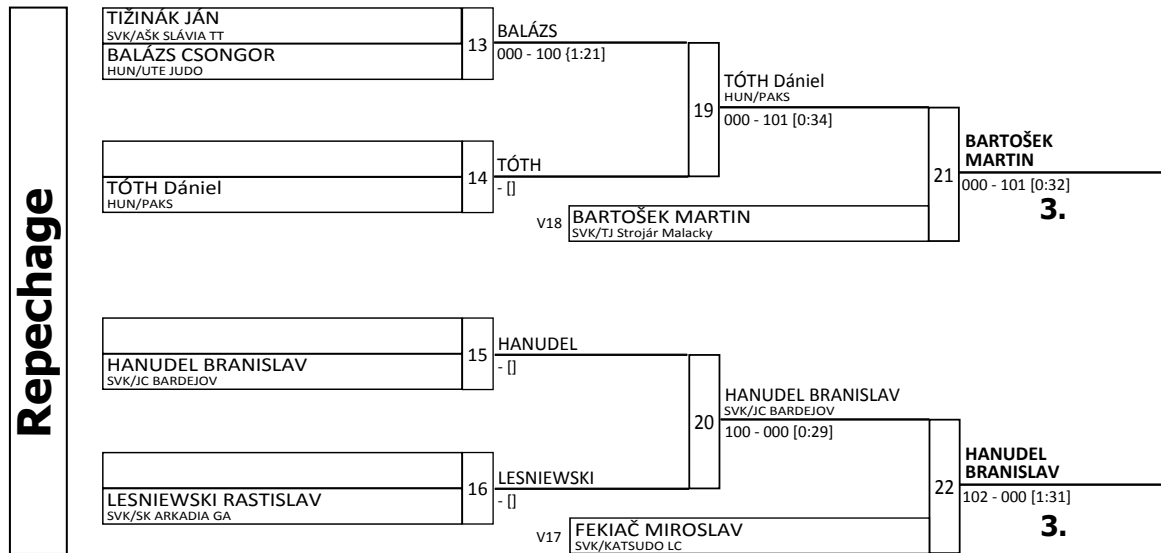 Repechage
TIŽINÁK JÁN
SVK/AŠK SLÁVIA TT
BALÁZS CSONGOR
HUN/UTE JUDO
13
BALÁZS
000 - 100 {1:21]
TÓTH Dániel
HUN/PAKS
14
TÓTH
- []
19
TÓTH Dániel
HUN/PAKS
000 - 101 [0:34]
V18
BARTOŠEK MARTIN
SVK/TJ Strojár Malacky
21
BARTOŠEK
MARTIN
000 - 101 [0:32]
3.
HANUDEL BRANISLAV
SVK/JC BARDEJOV
15
HANUDEL
- []
LESNIEWSKI RASTISLAV
SVK/SK ARKADIA GA
16
LESNIEWSKI
- []
20
HANUDEL BRANISLAV
SVK/JC BARDEJOV
100 - 000 [0:29]
V17
FEKIAČ MIROSLAV
SVK/KATSUDO LC
22
HANUDEL
BRANISLAV
102 - 000 [1:31]
3.